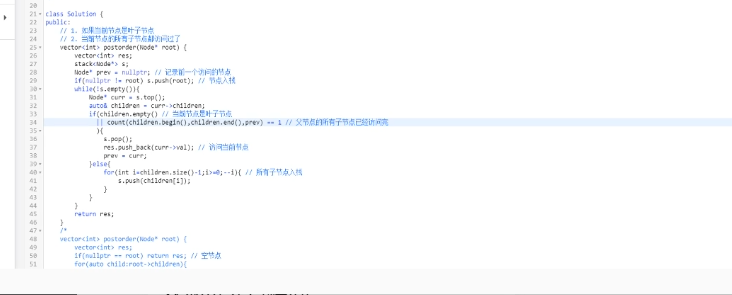 20
21 class Solution {
22 public:
23 // 1. 如果当前节点是叶子节点
24 // 2. 当前节点的所有子节点都访问过了
25 vector<int> postorder(Node* root) {
26 vector<int> res;
27 stack<Node*> s;
28 Node* prev = nullptr; // 记录前一个访问的节点
29 if(nullptr != root) s.push(root); // 节点入栈
30 while(!s.empty()){
31 Node* curr = s.top();
32 auto& children = curr->children;
33 if(children.empty() // 当前节点是叶子节点
34 || count(children.begin(),children.end(),prev) == 1 // 父节点的所有子节点已经访问完
35 ){
36 s.pop();
37 res.push_back(curr->val); // 访问当前节点
38 prev = curr;
39 }else{
40 for(int i=children.size()-1;i>=0;--i){ // 所有子节点入栈
41 s.push(children[i]);
42 }
43 }
44 }
45 return res;
46 }
47 /*
48 vector<int> postorder(Node* root) {
49 vector<int> res;
50 if(nullptr == root) return res; // 空节点
51 for(auto child:root->children){